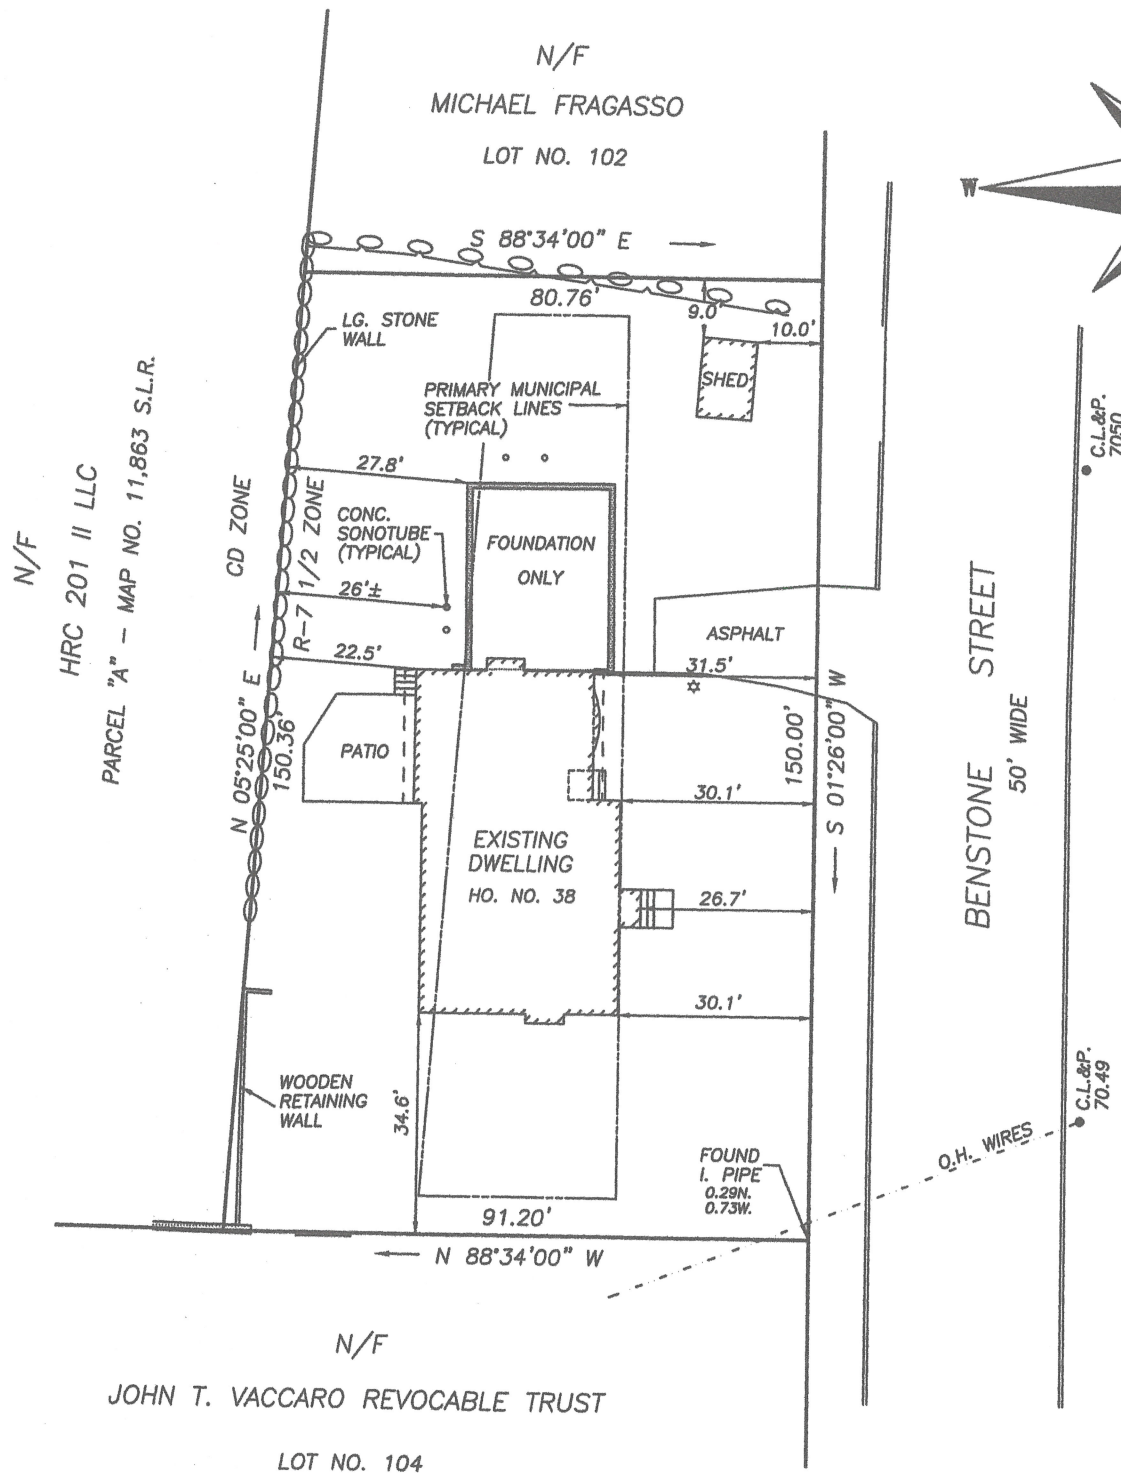 N/F
MICHAEL FRAGASSO
LOT NO. 102
W
S 88°34'00" E
80.76'
9.0'
10.0'
LG. STONE
WALL
SHED
PRIMARY MUNICIPAL
SETBACK LINES
(TYPICAL)
C.L.&P.
7050
N/F
HRC 201 II LLC
PARCEL "A" - MAP NO. 11,863 S.L.R.
CD ZONE
R-7 1/2 ZONE
27.8'
CONC.
SONOTUBE
(TYPICAL)
FOUNDATION
ONLY
26'±
22.5'
ASPHALT
31.5'
N 05°25'00" E
150.36'
PATIO
150.00'
S 01°26'00" W
BENSTONE STREET
50' WIDE
30.1'
EXISTING
DWELLING
HO. NO. 38
26.7'
30.1'
WOODEN
RETAINING
WALL
34.6'
C.L.&P.
70.49
O.H. WIRES
FOUND
I. PIPE
0.29N.
0.73W.
91.20'
N 88°34'00" W
N/F
JOHN T. VACCARO REVOCABLE TRUST
LOT NO. 104